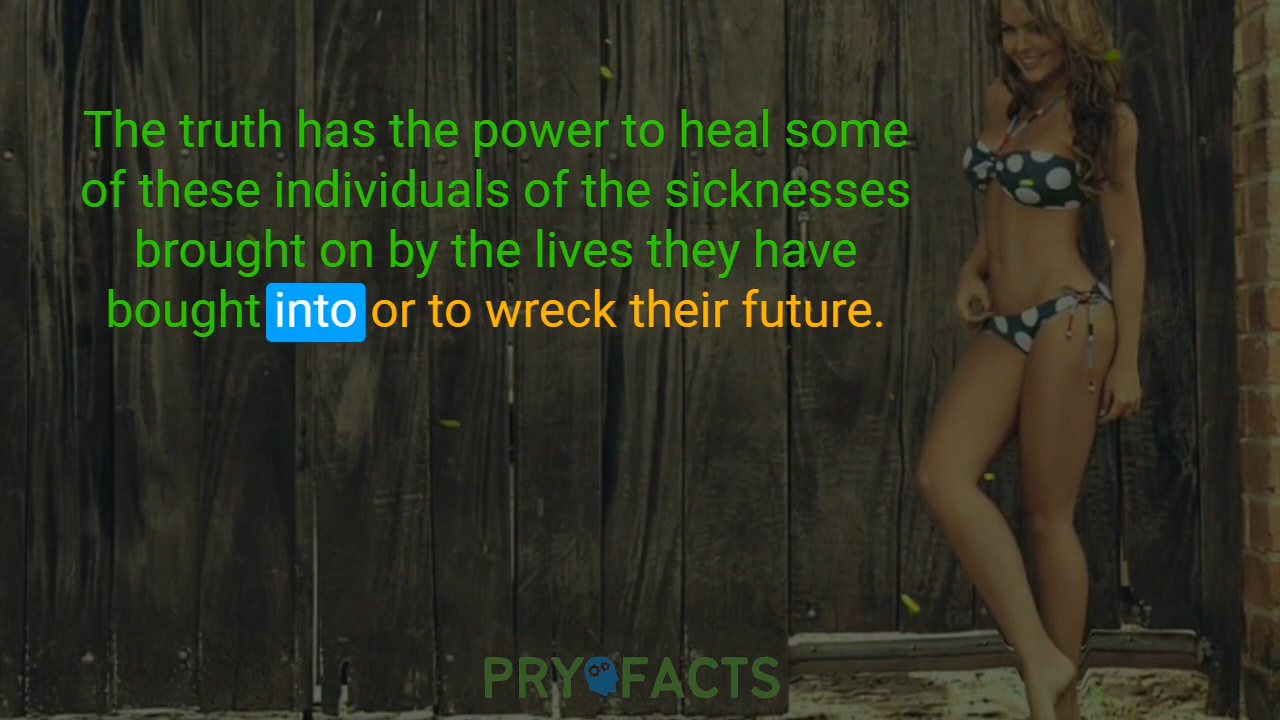 The truth has the power to heal some
of these individuals of the sicknesses
brought on by the lives they have
bought into or to wreck their future.
PRYOFACTS